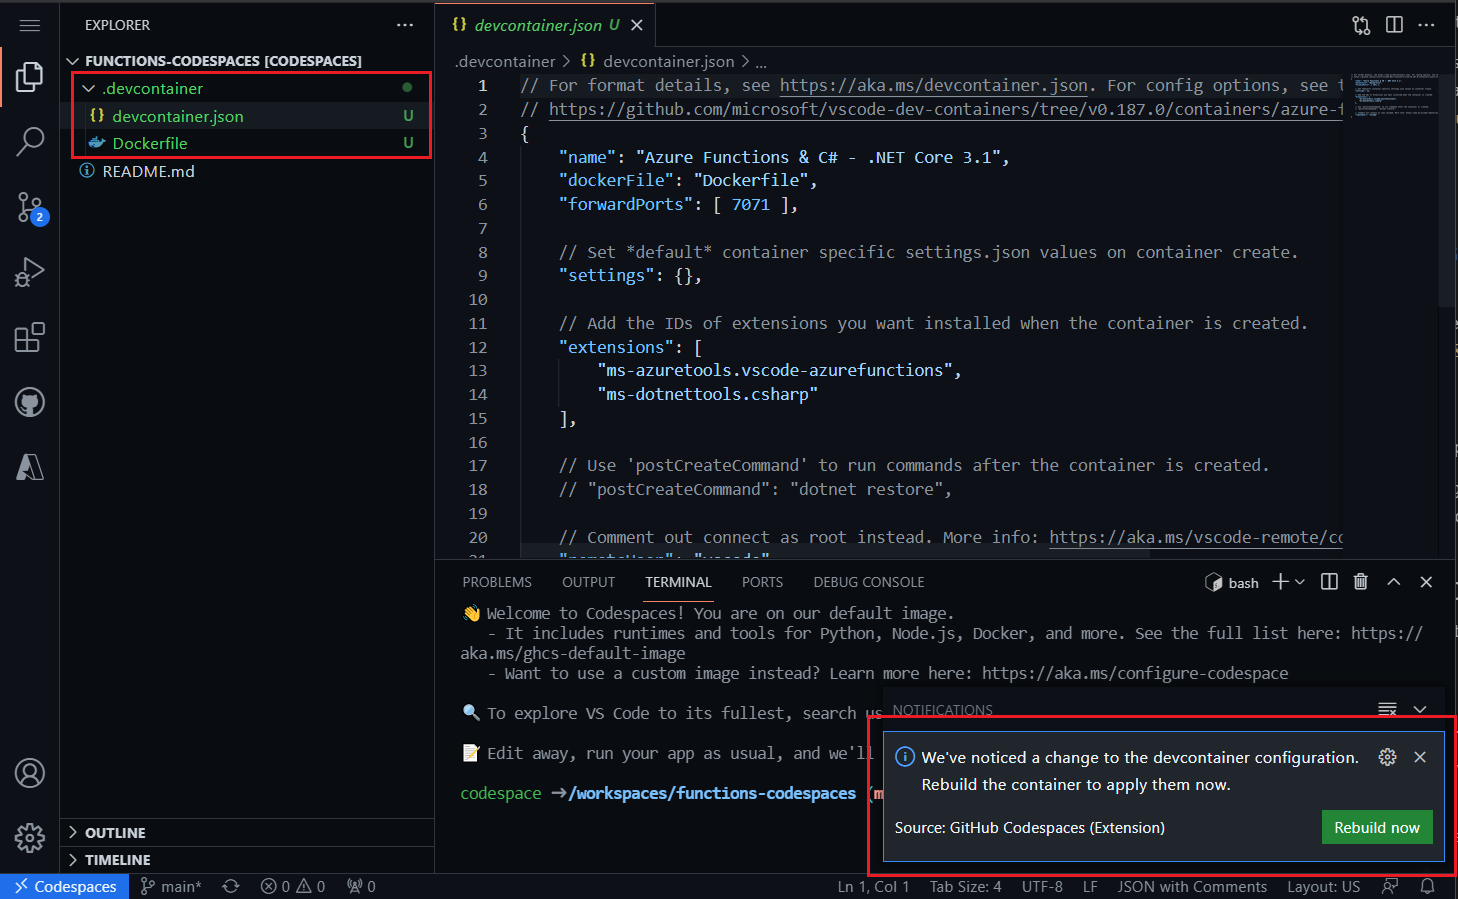 EXPLORER
FUNCTIONS-CODESPACES [CODESPACES]
.devcontainer
{} devcontainer.json U
Dockerfile U
README.md
2
OUTLINE
TIMELINE
{} devcontainer.json U
.devcontainer > {} devcontainer.json > ...
1 // For format details, see https://aka.ms/devcontainer.json. For config options, see t
2 // https://github.com/microsoft/vscode-dev-containers/tree/v0.187.0/containers/azure-f
3 {
4 "name": "Azure Functions & C# - .NET Core 3.1",
5 "dockerFile": "Dockerfile",
6 "forwardPorts": [ 7071 ],
7
8 // Set *default* container specific settings.json values on container create.
9 "settings": {},
10
11 // Add the IDs of extensions you want installed when the container is created.
12 "extensions": [
13 "ms-azuretools.vscode-azurefunctions",
14 "ms-dotnettools.csharp"
15 ],
16
17 // Use 'postCreateCommand' to run commands after the container is created.
18 // "postCreateCommand": "dotnet restore",
19
20 // Comment out connect as root instead. More info: https://aka.ms/vscode-remote/co
21 "remoteUser": "vscode"
PROBLEMS OUTPUT TERMINAL PORTS DEBUG CONSOLE
bash
👋 Welcome to Codespaces! You are on our default image.
- It includes runtimes and tools for Python, Node.js, Docker, and more. See the full list here: https://
aka.ms/ghcs-default-image
- Want to use a custom image instead? Learn more here: https://aka.ms/configure-codespace
🔍 To explore VS Code to its fullest, search us
📝 Edit away, run your app as usual, and we'll
codespace ➜/workspaces/functions-codespaces (m
NOTIFICATIONS
We've noticed a change to the devcontainer configuration.
Rebuild the container to apply them now.
Source: GitHub Codespaces (Extension)
Rebuild now
Codespaces main* 0 0 0 Ln 1, Col 1 Tab Size: 4 UTF-8 LF JSON with Comments Layout: US